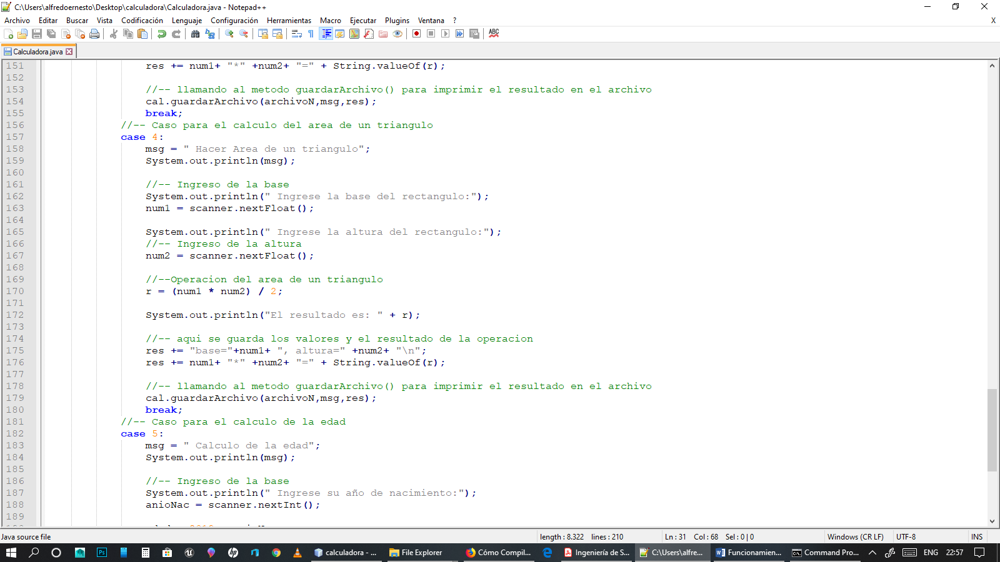 C:\Users\alfredoernesto\Desktop\calculadora\Calculadora.java - Notepad++
Archivo Editar Buscar Vista Codificación Lenguaje Configuración Herramientas Macro Ejecutar Plugins Ventana ? X
ABC
Calculadora.java
151 res += num1+ "*" +num2+ "=" + String.valueOf(r);
152
153 //-- llamando al metodo guardarArchivo() para imprimir el resultado en el archivo
154 cal.guardarArchivo(archivoN,msg,res);
155 break;
156 //-- Caso para el calculo del area de un triangulo
157 case 4:
158 msg = " Hacer Area de un triangulo";
159 System.out.println(msg);
160
161 //-- Ingreso de la base
162 System.out.println(" Ingrese la base del rectangulo:");
163 num1 = scanner.nextFloat();
164
165 System.out.println(" Ingrese la altura del rectangulo:");
166 //-- Ingreso de la altura
167 num2 = scanner.nextFloat();
168
169 //--Operacion del area de un triangulo
170 r = (num1 * num2) / 2;
171
172 System.out.println("El resultado es: " + r);
173
174 //-- aqui se guarda los valores y el resultado de la operacion
175 res += "base="+num1+ ", altura=" +num2+ "\n";
176 res += num1+ "*" +num2+ "=" + String.valueOf(r);
177
178 //-- llamando al metodo guardarArchivo() para imprimir el resultado en el archivo
179 cal.guardarArchivo(archivoN,msg,res);
180 break;
181 //-- Caso para el calculo de la edad
182 case 5:
183 msg = " Calculo de la edad";
184 System.out.println(msg);
185
186 //-- Ingreso de la base
187 System.out.println(" Ingrese su año de nacimiento:");
188 anioNac = scanner.nextInt();
189
Java source file length : 8.322 lines : 210 Ln : 31 Col : 68 Sel : 0 | 0 Windows (CR LF) UTF-8 INS
Ps hp calculadora - ... File Explorer Cómo Compil... Ingeniería de S... C:\Users\alfre... Funcionamien... Command Pro... ENG 22:57